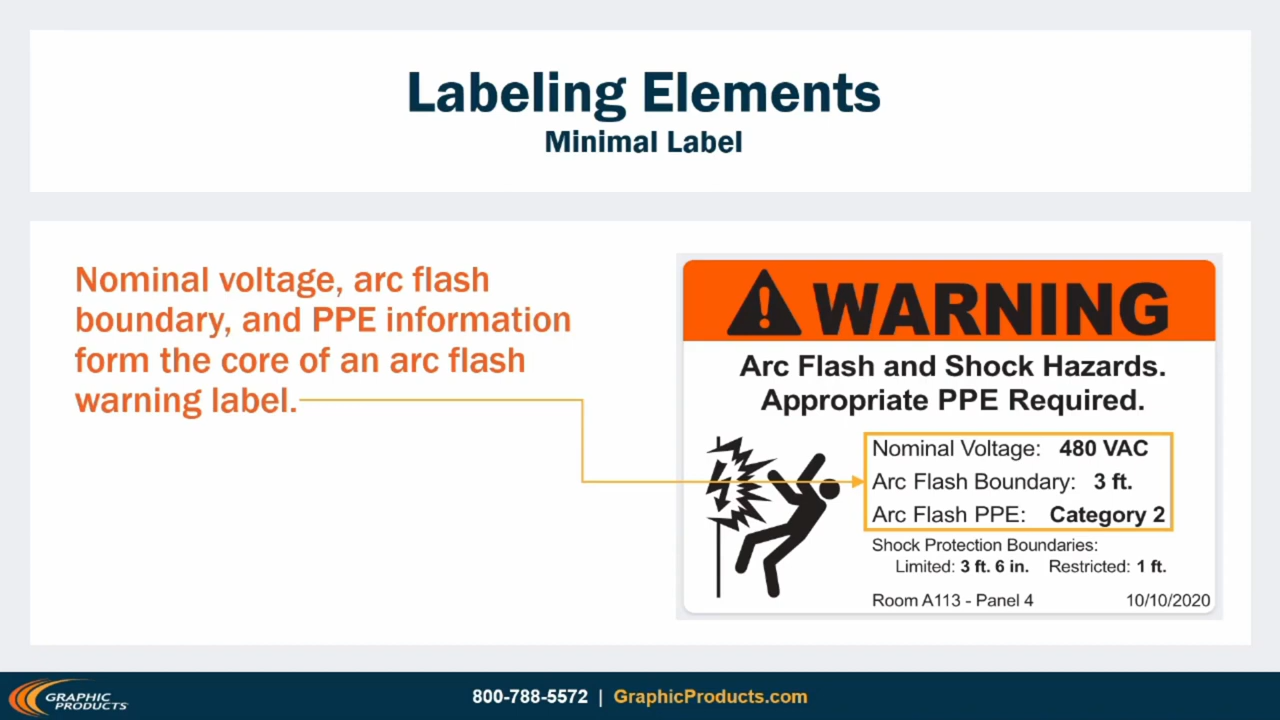 Labeling Elements
Minimal Label
Nominal voltage, arc flash
boundary, and PPE information
form the core of an arc flash
warning label.
WARNING
Arc Flash and Shock Hazards.
Appropriate PPE Required.
Nominal Voltage: 480 VAC
Arc Flash Boundary: 3 ft.
Arc Flash PPE: Category 2
Shock Protection Boundaries:
Limited: 3 ft. 6 in. Restricted: 1 ft.
Room A113 - Panel 4 10/10/2020
GRAPHIC
PRODUCTS
800-788-5572 | GraphicProducts.com